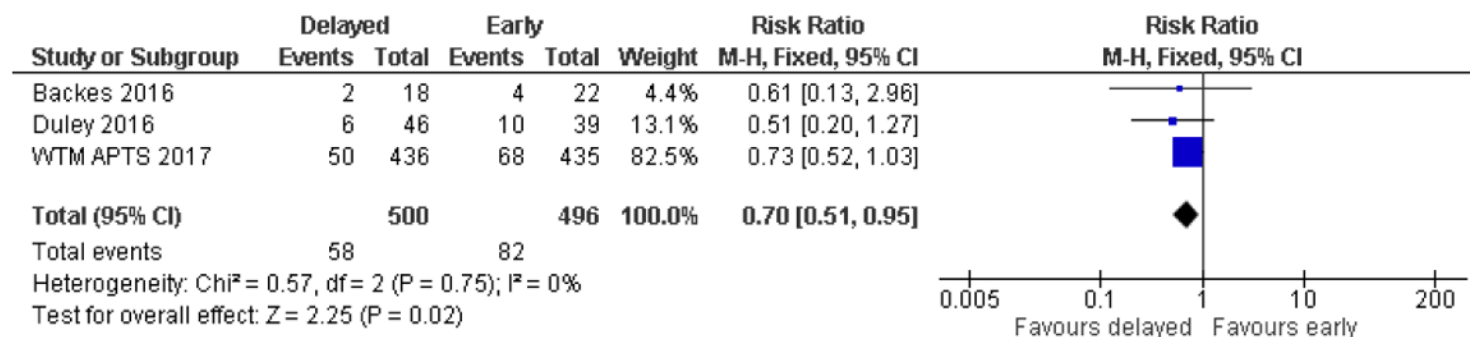 Delayed Early Risk Ratio Risk Ratio
Study or Subgroup Events Total Events Total Weight M-H, Fixed, 95% CI M-H, Fixed, 95% CI
Backes 2016 2 18 4 22 4.4% 0.61 [0.13, 2.96]
Duley 2016 6 46 10 39 13.1% 0.51 [0.20, 1.27]
WTM APTS 2017 50 436 68 435 82.5% 0.73 [0.52, 1.03]
Total (95% CI) 500 496 100.0% 0.70 [0.51, 0.95]
Total events 58 82
Heterogeneity: Chi² = 0.57, df = 2 (P = 0.75); I² = 0%
Test for overall effect: Z = 2.25 (P = 0.02)
0.005 0.1 1 10 200
Favours delayed Favours early